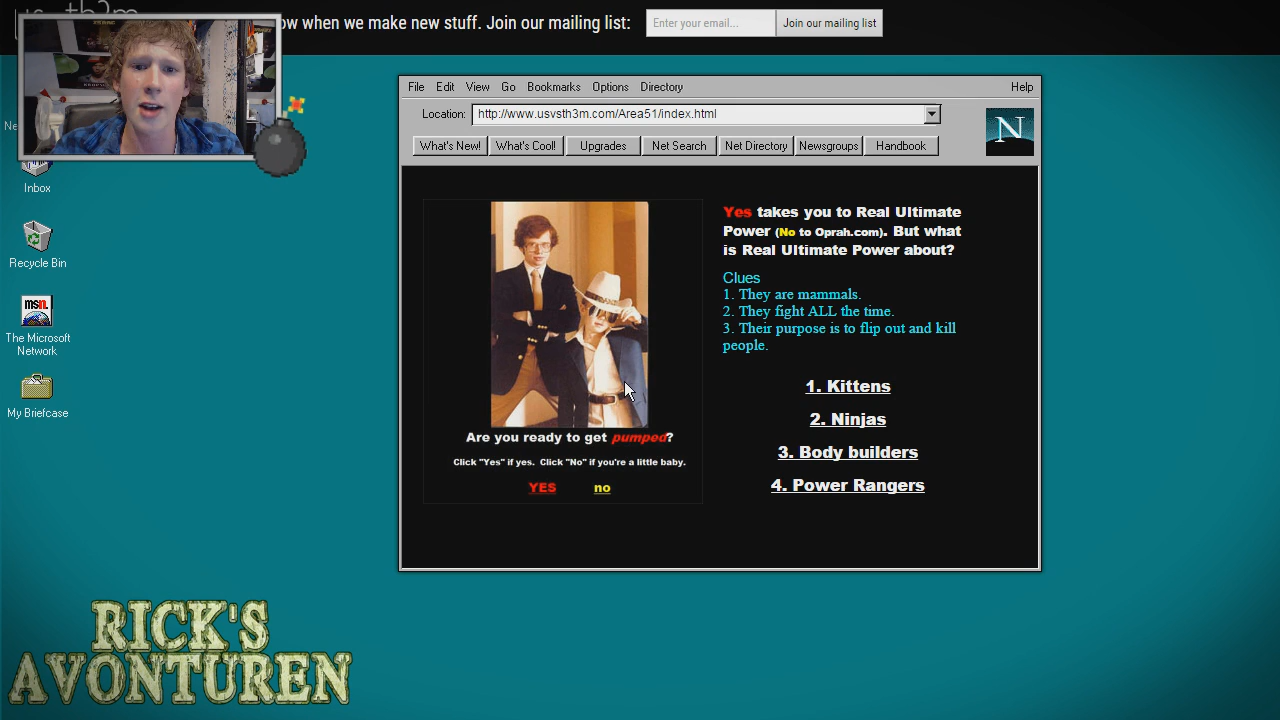 us_th3m
ow when we make new stuff. Join our mailing list:
Enter your email...
Join our mailing list
File Edit View Go Bookmarks Options Directory Help
Location: http://www.usvsth3m.com/Area51/index.html
N
What's New! What's Cool! Upgrades Net Search Net Directory Newsgroups Handbook
Ne
Inbox
Recycle Bin
msn.
The Microsoft
Network
My Briefcase
Are you ready to get pumped?
Click "Yes" if yes. Click "No" if you're a little baby.
YES no
Yes takes you to Real Ultimate
Power (No to Oprah.com). But what
is Real Ultimate Power about?
Clues
1. They are mammals.
2. They fight ALL the time.
3. Their purpose is to flip out and kill
people.
1. Kittens
2. Ninjas
3. Body builders
4. Power Rangers
RICK'S
AVONTUREN